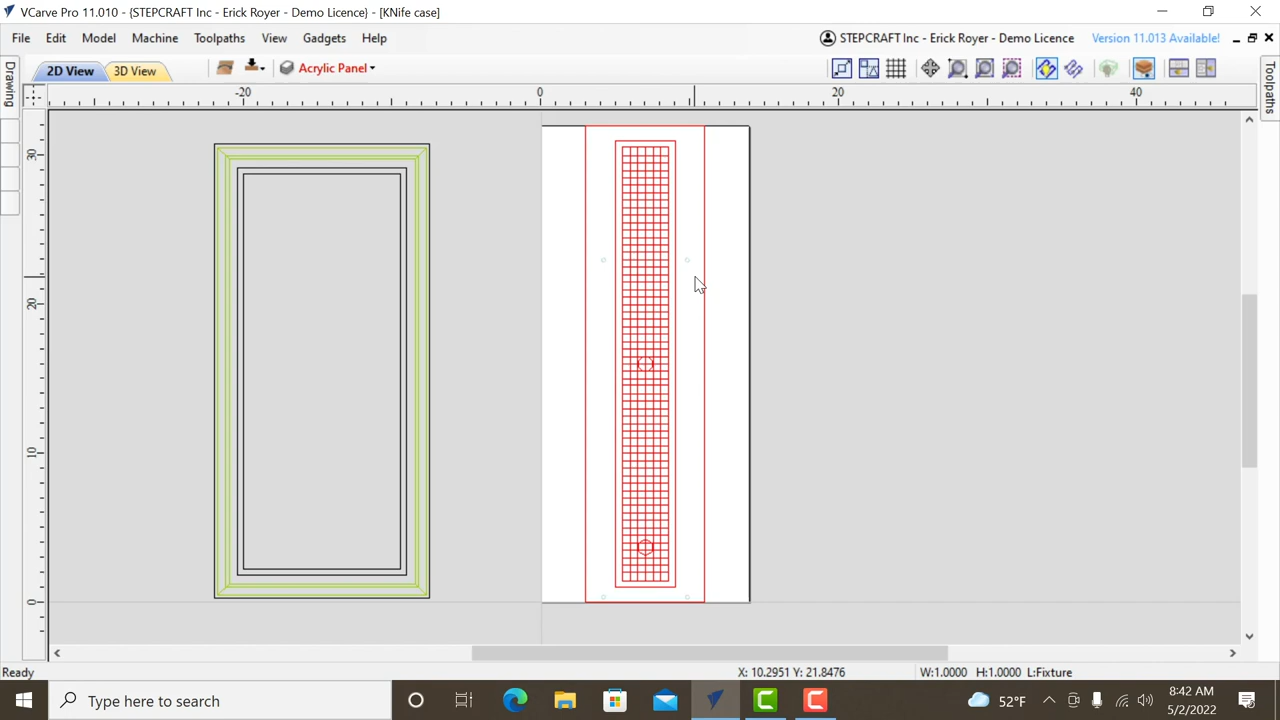 VCarve Pro 11.010 - {STEPCRAFT Inc - Erick Royer - Demo Licence} - [KNife case]
File Edit Model Machine Toolpaths View Gadgets Help
STEPCRAFT Inc - Erick Royer - Demo Licence Version 11.013 Available!
Drawing
2D View 3D View
Acrylic Panel
Toolpaths
-20 0 20 40
30
20
10
0
Ready
X: 10.2951 Y: 21.8476
W:1.0000 H:1.0000 L:Fixture
Type here to search
52°F
8:42 AM
5/2/2022